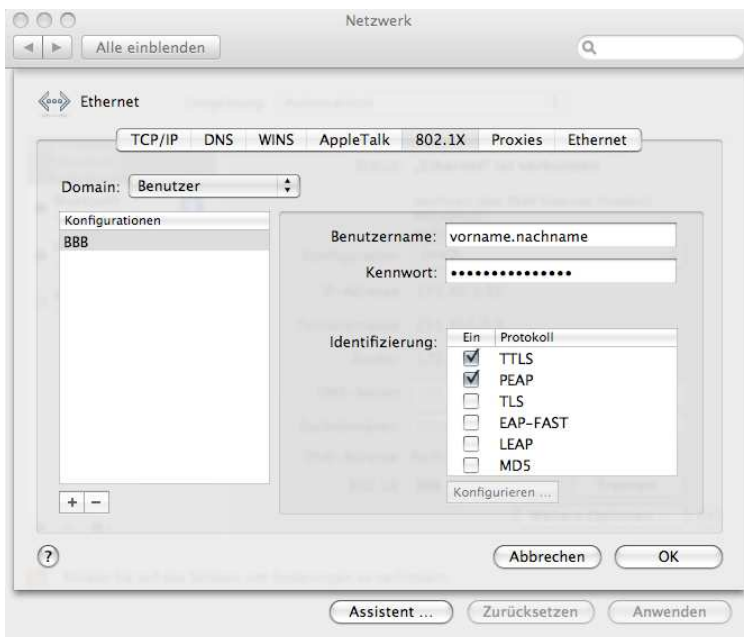 Netzwerk
Alle einblenden
Ethernet
TCP/IP DNS WINS AppleTalk 802.1X Proxies Ethernet
Domain: Benutzer
Konfigurationen
BBB
Benutzername: vorname.nachname
Kennwort: •••••••••••••••
Identifizierung:
Ein Protokoll
TTLS
PEAP
TLS
EAP-FAST
LEAP
MD5
Konfigurieren ...
+ −
?
Abbrechen OK
Assistent ... Zurücksetzen Anwenden